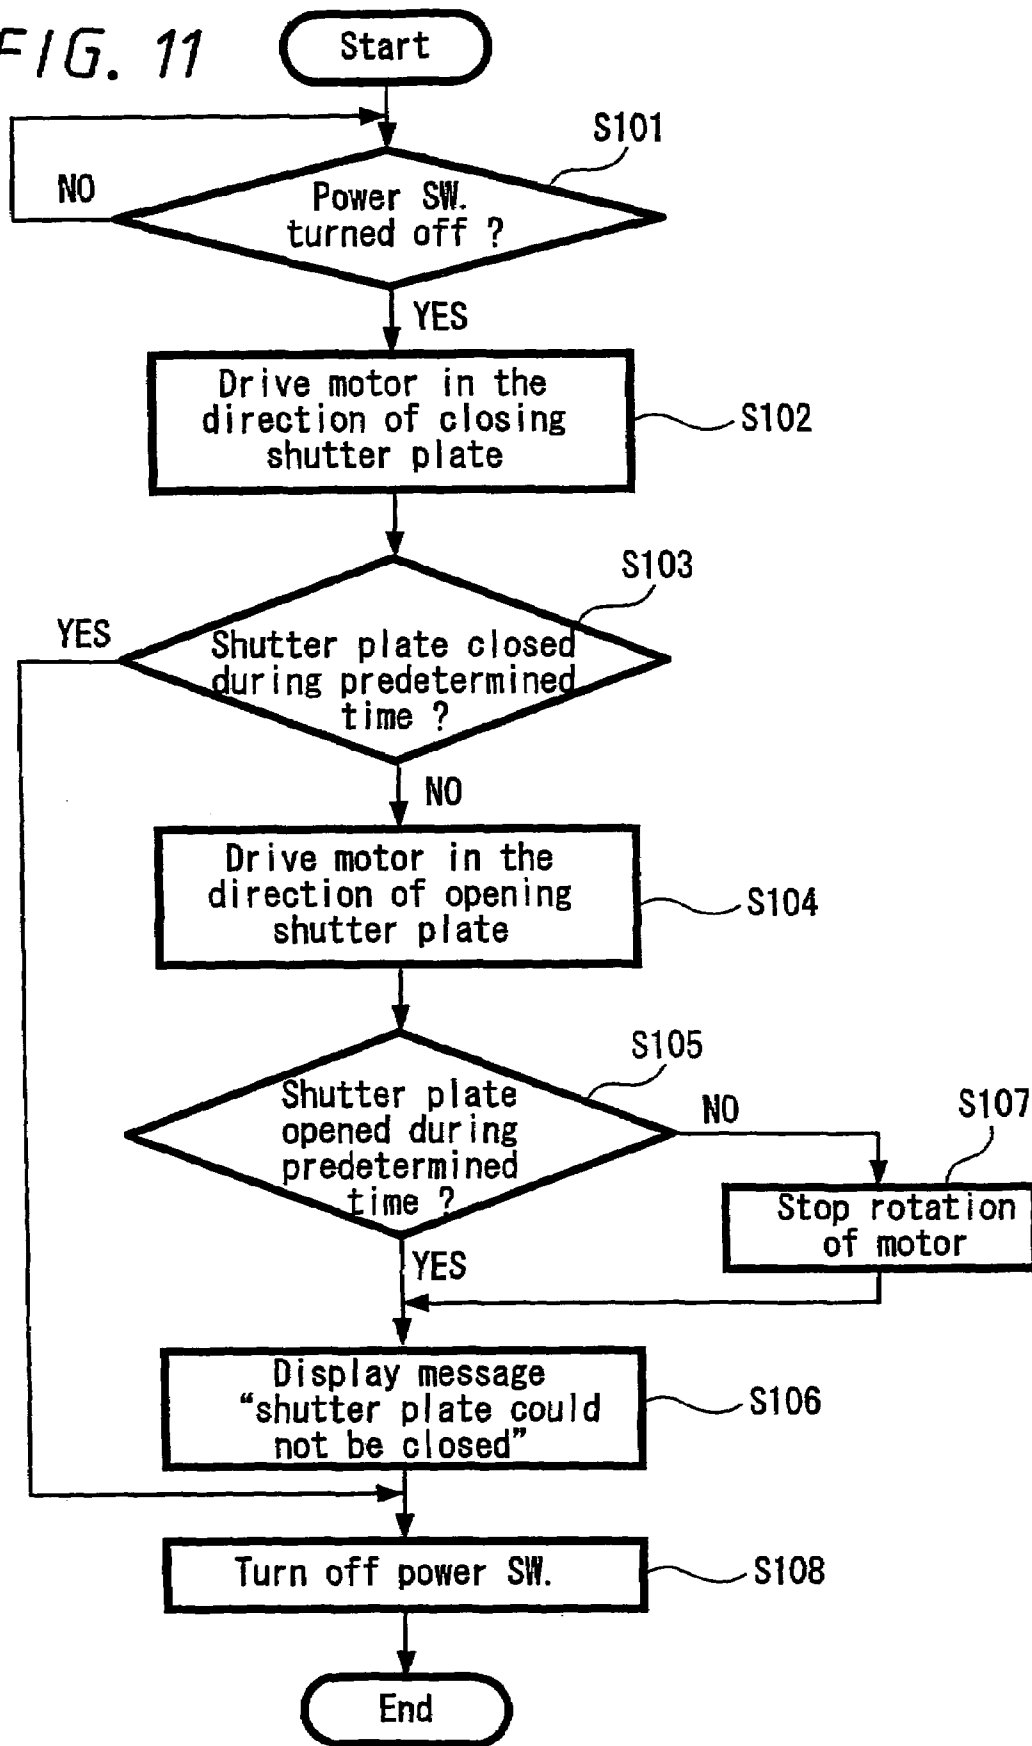 FIG. 11
Start
S101
NO
Power SW.
turned off ?
YES
Drive motor in the
direction of closing
shutter plate
S102
S103
YES
Shutter plate closed
during predetermined
time ?
NO
Drive motor in the
direction of opening
shutter plate
S104
S105
Shutter plate
opened during
predetermined
time ?
NO
S107
Stop rotation
of motor
YES
Display message
“shutter plate could
not be closed”
S106
Turn off power SW.
S108
End